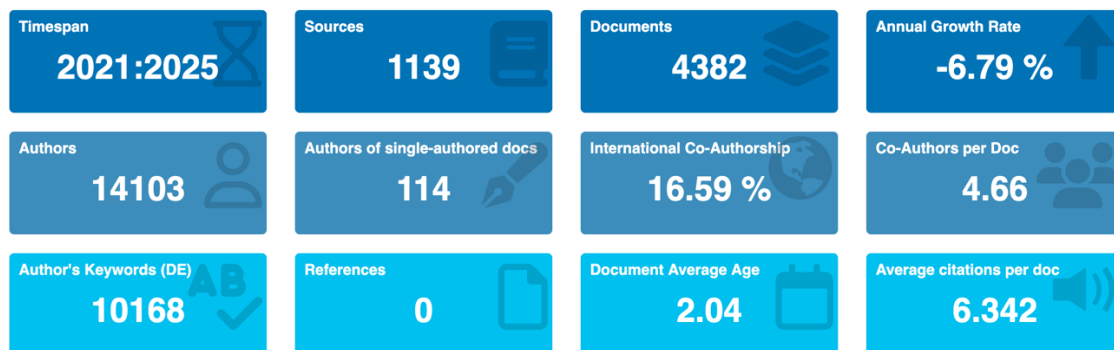 Timespan
2021:2025
Sources
1139
Documents
4382
Annual Growth Rate
-6.79 %
Authors
14103
Authors of single-authored docs
114
International Co-Authorship
16.59 %
Co-Authors per Doc
4.66
Author's Keywords (DE)
AB
10168
References
0
Document Average Age
2.04
Average citations per doc
6.342